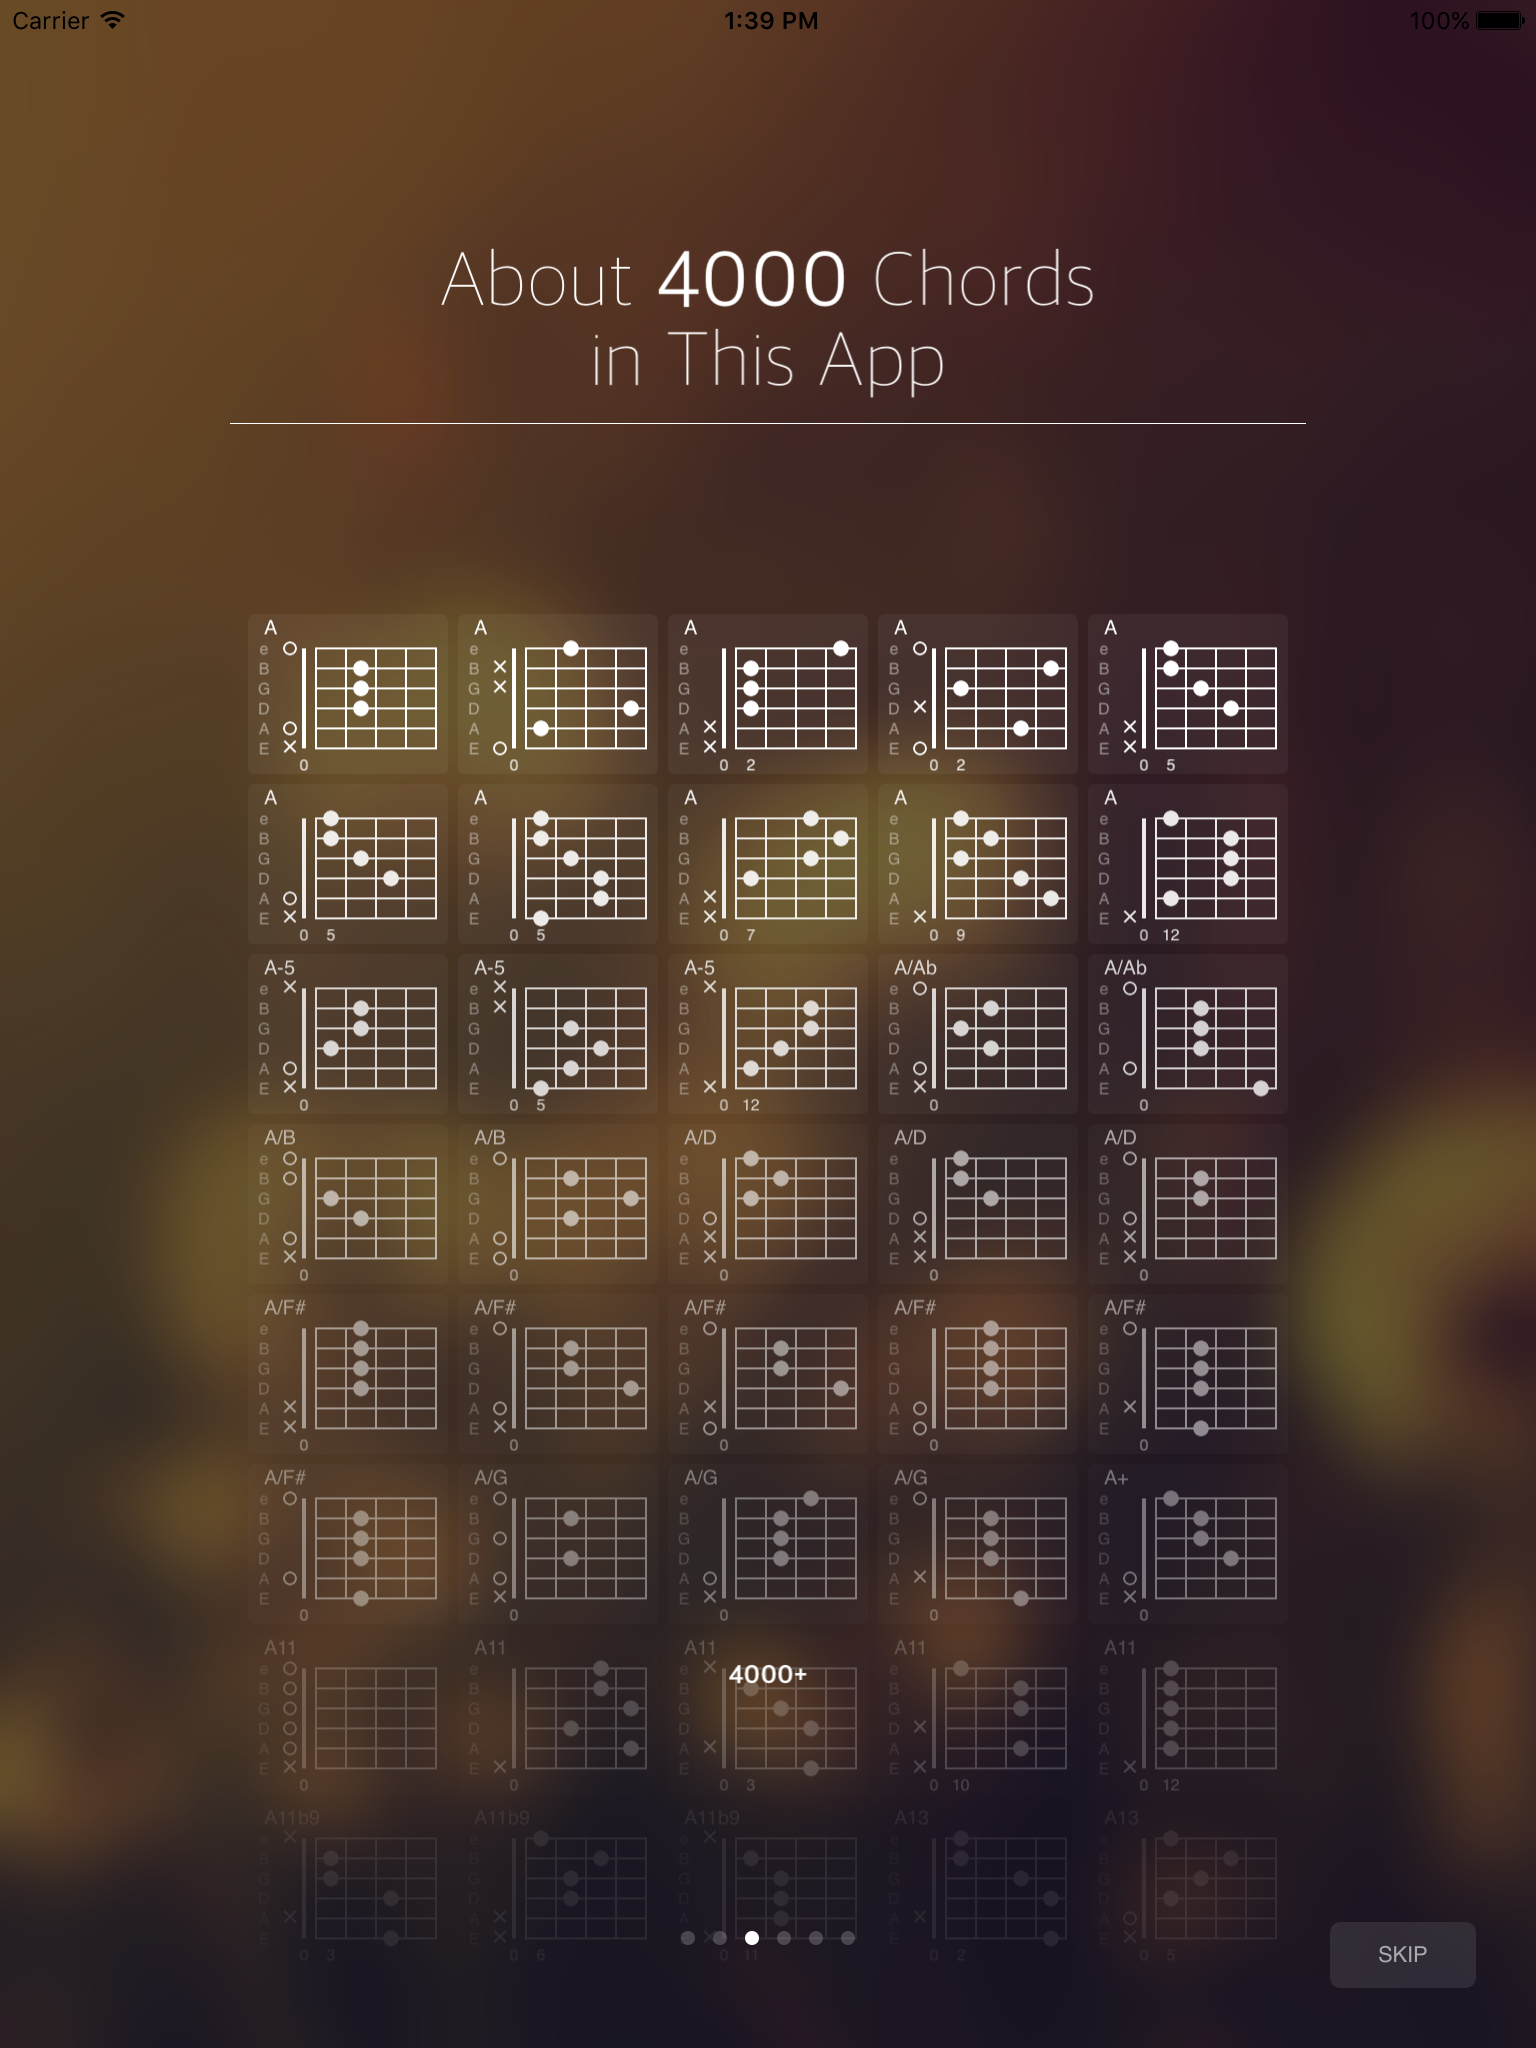 Carrier 1:39 PM 100%
About 4000 Chords
in This App
A A A A A
e e e e e
B B B B B
G G G G G
D D D D D
A A A A A
E E E E E
0 0 0 2 0 2 0 5
A A A A A
e e e e e
B B B B B
G G G G G
D D D D D
A A A A A
E E E E E
0 5 0 5 0 7 0 9 0 12
A-5 A-5 A-5 A/Ab A/Ab
e e e e e
B B B B B
G G G G G
D D D D D
A A A A A
E E E E E
0 0 5 0 12 0 0
A/B A/B A/D A/D A/D
e e e e e
B B B B B
G G G G G
D D D D D
A A A A A
E E E E E
0 0 0 0 0
A/F# A/F# A/F# A/F# A/F#
e e e e e
B B B B B
G G G G G
D D D D D
A A A A A
E E E E E
0 0 0 0 0
A/F# A/G A/G A/G A+
e e e e e
B B B B B
G G G G G
D D D D D
A A A A A
E E E E E
0 0 0 0 0
A11 A11 A11 A11 A11
e e e e e
4000+
B B B B B
G G G G G
D D D D D
A A A A A
E E E E E
0 0 0 3 0 10 0 12
A11b9 A11b9 A11b9 A13 A13
e e e e e
B B B B B
G G G G G
D D D D D
A A A A A
E E E E E
0 3 0 6 0 11 0 2 0 5
SKIP